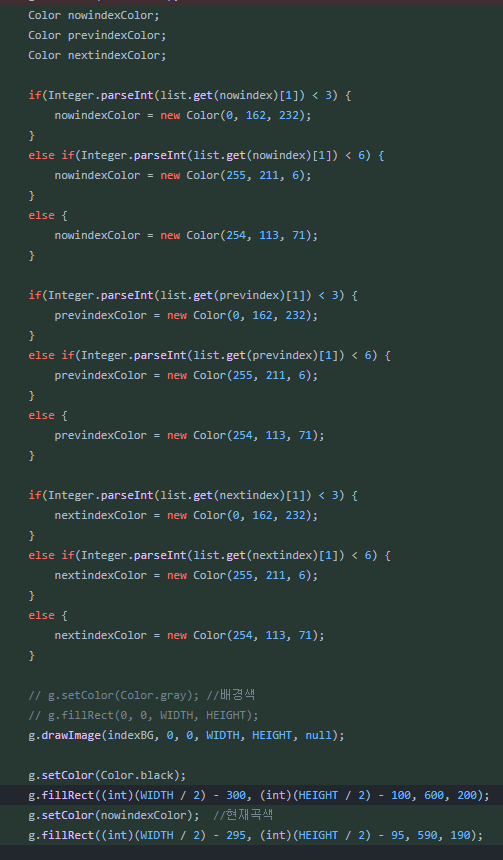 Color nowindexColor;
Color previndexColor;
Color nextindexColor;
if(Integer.parseInt(list.get(nowindex)[1]) < 3) {
nowindexColor = new Color(0, 162, 232);
}
else if(Integer.parseInt(list.get(nowindex)[1]) < 6) {
nowindexColor = new Color(255, 211, 6);
}
else {
nowindexColor = new Color(254, 113, 71);
}
if(Integer.parseInt(list.get(previndex)[1]) < 3) {
previndexColor = new Color(0, 162, 232);
}
else if(Integer.parseInt(list.get(previndex)[1]) < 6) {
previndexColor = new Color(255, 211, 6);
}
else {
previndexColor = new Color(254, 113, 71);
}
if(Integer.parseInt(list.get(nextindex)[1]) < 3) {
nextindexColor = new Color(0, 162, 232);
}
else if(Integer.parseInt(list.get(nextindex)[1]) < 6) {
nextindexColor = new Color(255, 211, 6);
}
else {
nextindexColor = new Color(254, 113, 71);
}
// g.setColor(Color.gray); //배경색
// g.fillRect(0, 0, WIDTH, HEIGHT);
g.drawImage(indexBG, 0, 0, WIDTH, HEIGHT, null);
g.setColor(Color.black);
g.fillRect((int)(WIDTH / 2) - 300, (int)(HEIGHT / 2) - 100, 600, 200);
g.setColor(nowindexColor); //현재곡색
g.fillRect((int)(WIDTH / 2) - 295, (int)(HEIGHT / 2) - 95, 590, 190);